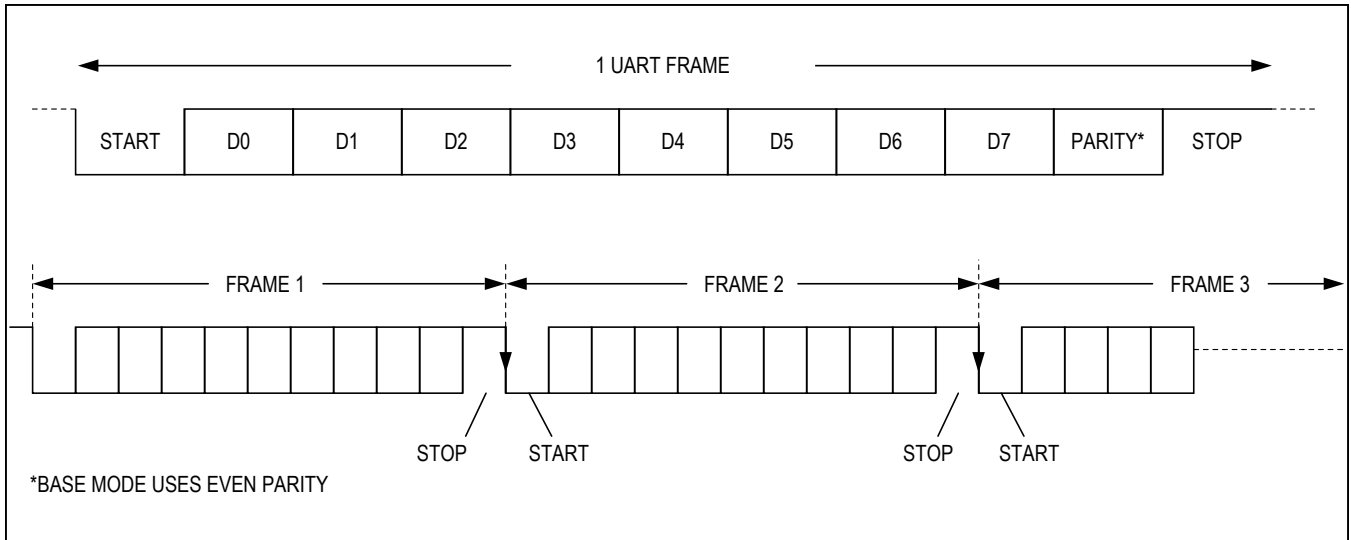 1 UART FRAME
START D0 D1 D2 D3 D4 D5 D6 D7 PARITY* STOP
FRAME 1 FRAME 2 FRAME 3
STOP START STOP START
*BASE MODE USES EVEN PARITY